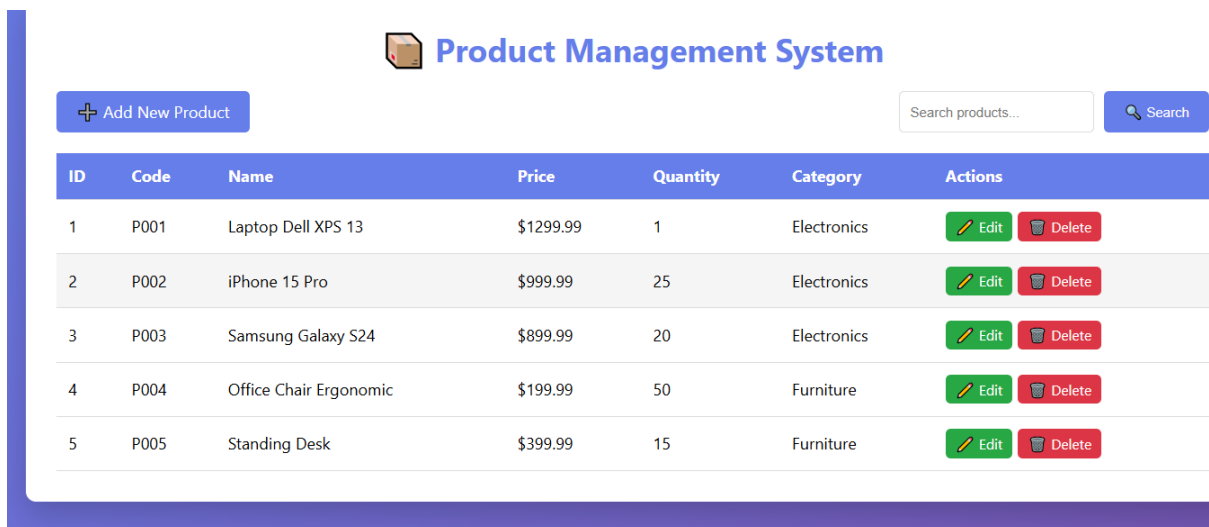 Product Management System
Add New Product
Search products...
Search
ID Code Name Price Quantity Category Actions
1 P001 Laptop Dell XPS 13 $1299.99 1 Electronics Edit Delete
2 P002 iPhone 15 Pro $999.99 25 Electronics Edit Delete
3 P003 Samsung Galaxy S24 $899.99 20 Electronics Edit Delete
4 P004 Office Chair Ergonomic $199.99 50 Furniture Edit Delete
5 P005 Standing Desk $399.99 15 Furniture Edit Delete